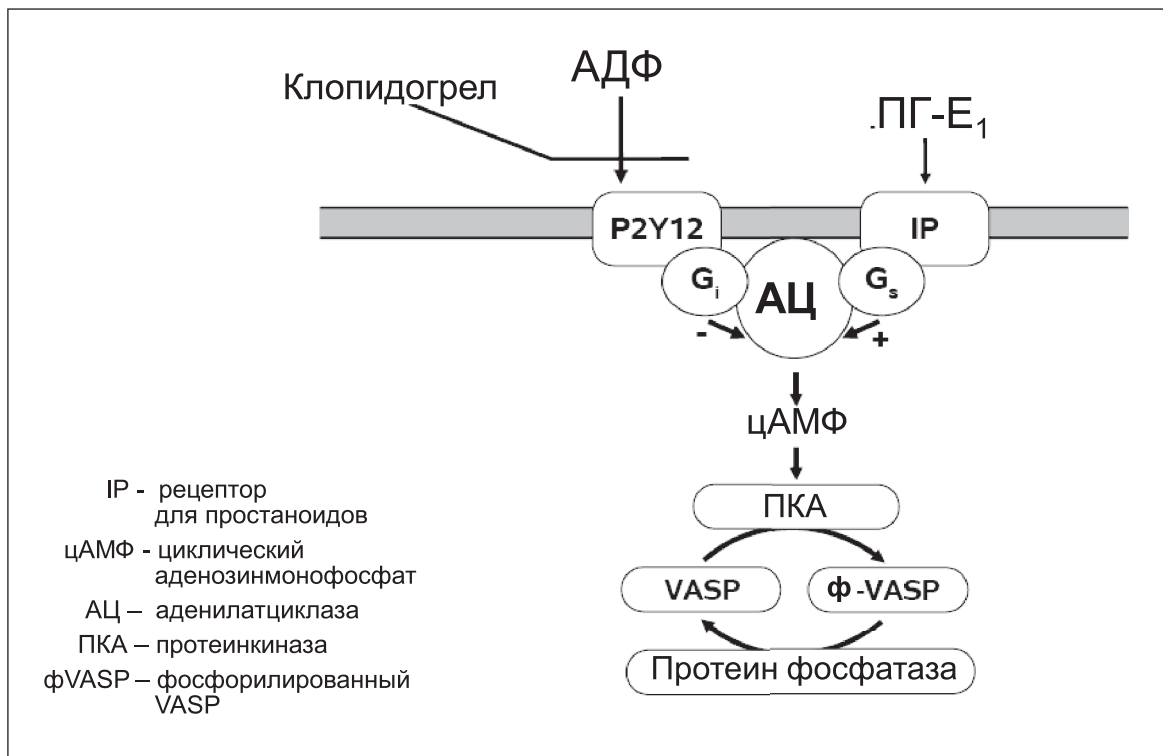 Клопидогрел
АДФ
.ПГ-Е₁
P2Y12
IP
Gᵢ
АЦ
Gₛ
-
+
цАМФ
ПКА
VASP
ф-VASP
Протеин фосфатаза
IP - рецептор
для простаноидов
цАМФ - циклический
аденозинмонофосфат
АЦ – аденилатциклаза
ПКА – протеинкиназа
фVASP – фосфорилированный
VASP